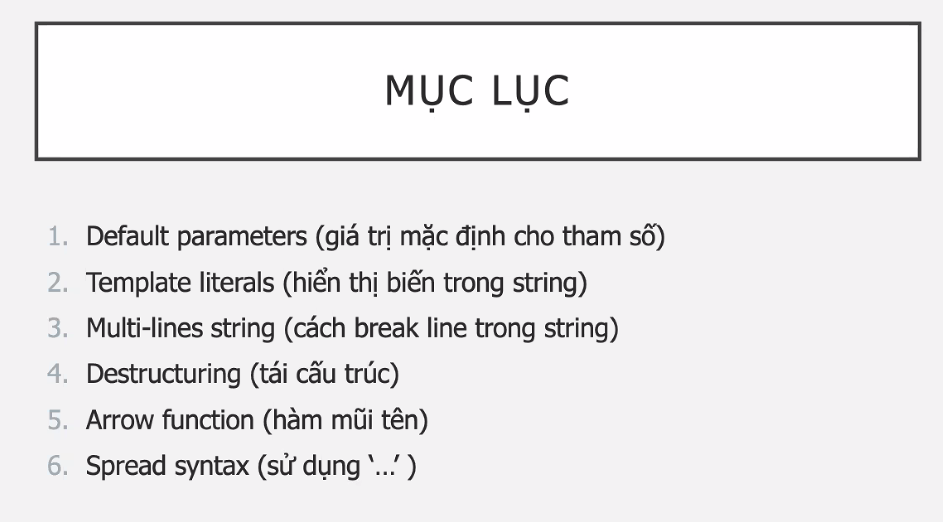 MỤC LỤC
1. Default parameters (giá trị mặc định cho tham số)
2. Template literals (hiển thị biến trong string)
3. Multi-lines string (cách break line trong string)
4. Destructuring (tái cấu trúc)
5. Arrow function (hàm mũi tên)
6. Spread syntax (sử dụng ‘…’ )